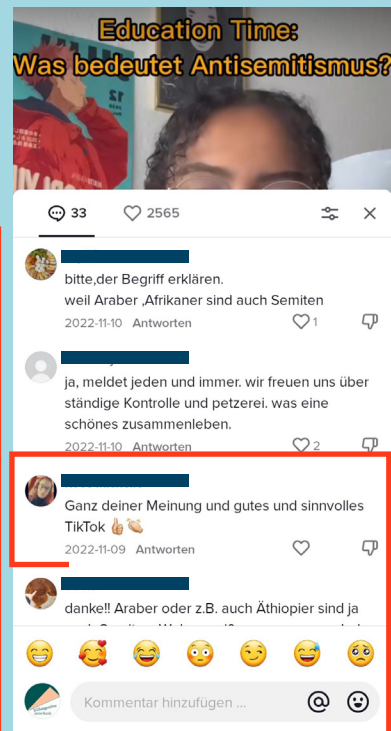 Education Time:
Was bedeutet Antisemitismus?
33 2565
bitte,der Begriff erklären.
weil Araber ,Afrikaner sind auch Semiten
2022-11-10 Antworten 1
ja, meldet jeden und immer. wir freuen uns über
ständige Kontrolle und petzerei. was eine
schönes zusammenleben.
2022-11-10 Antworten 2
Ganz deiner Meinung und gutes und sinnvolles
TikTok 👍👏
2022-11-09 Antworten
danke!! Araber oder z.B. auch Äthiopier sind ja
Kommentar hinzufügen ...